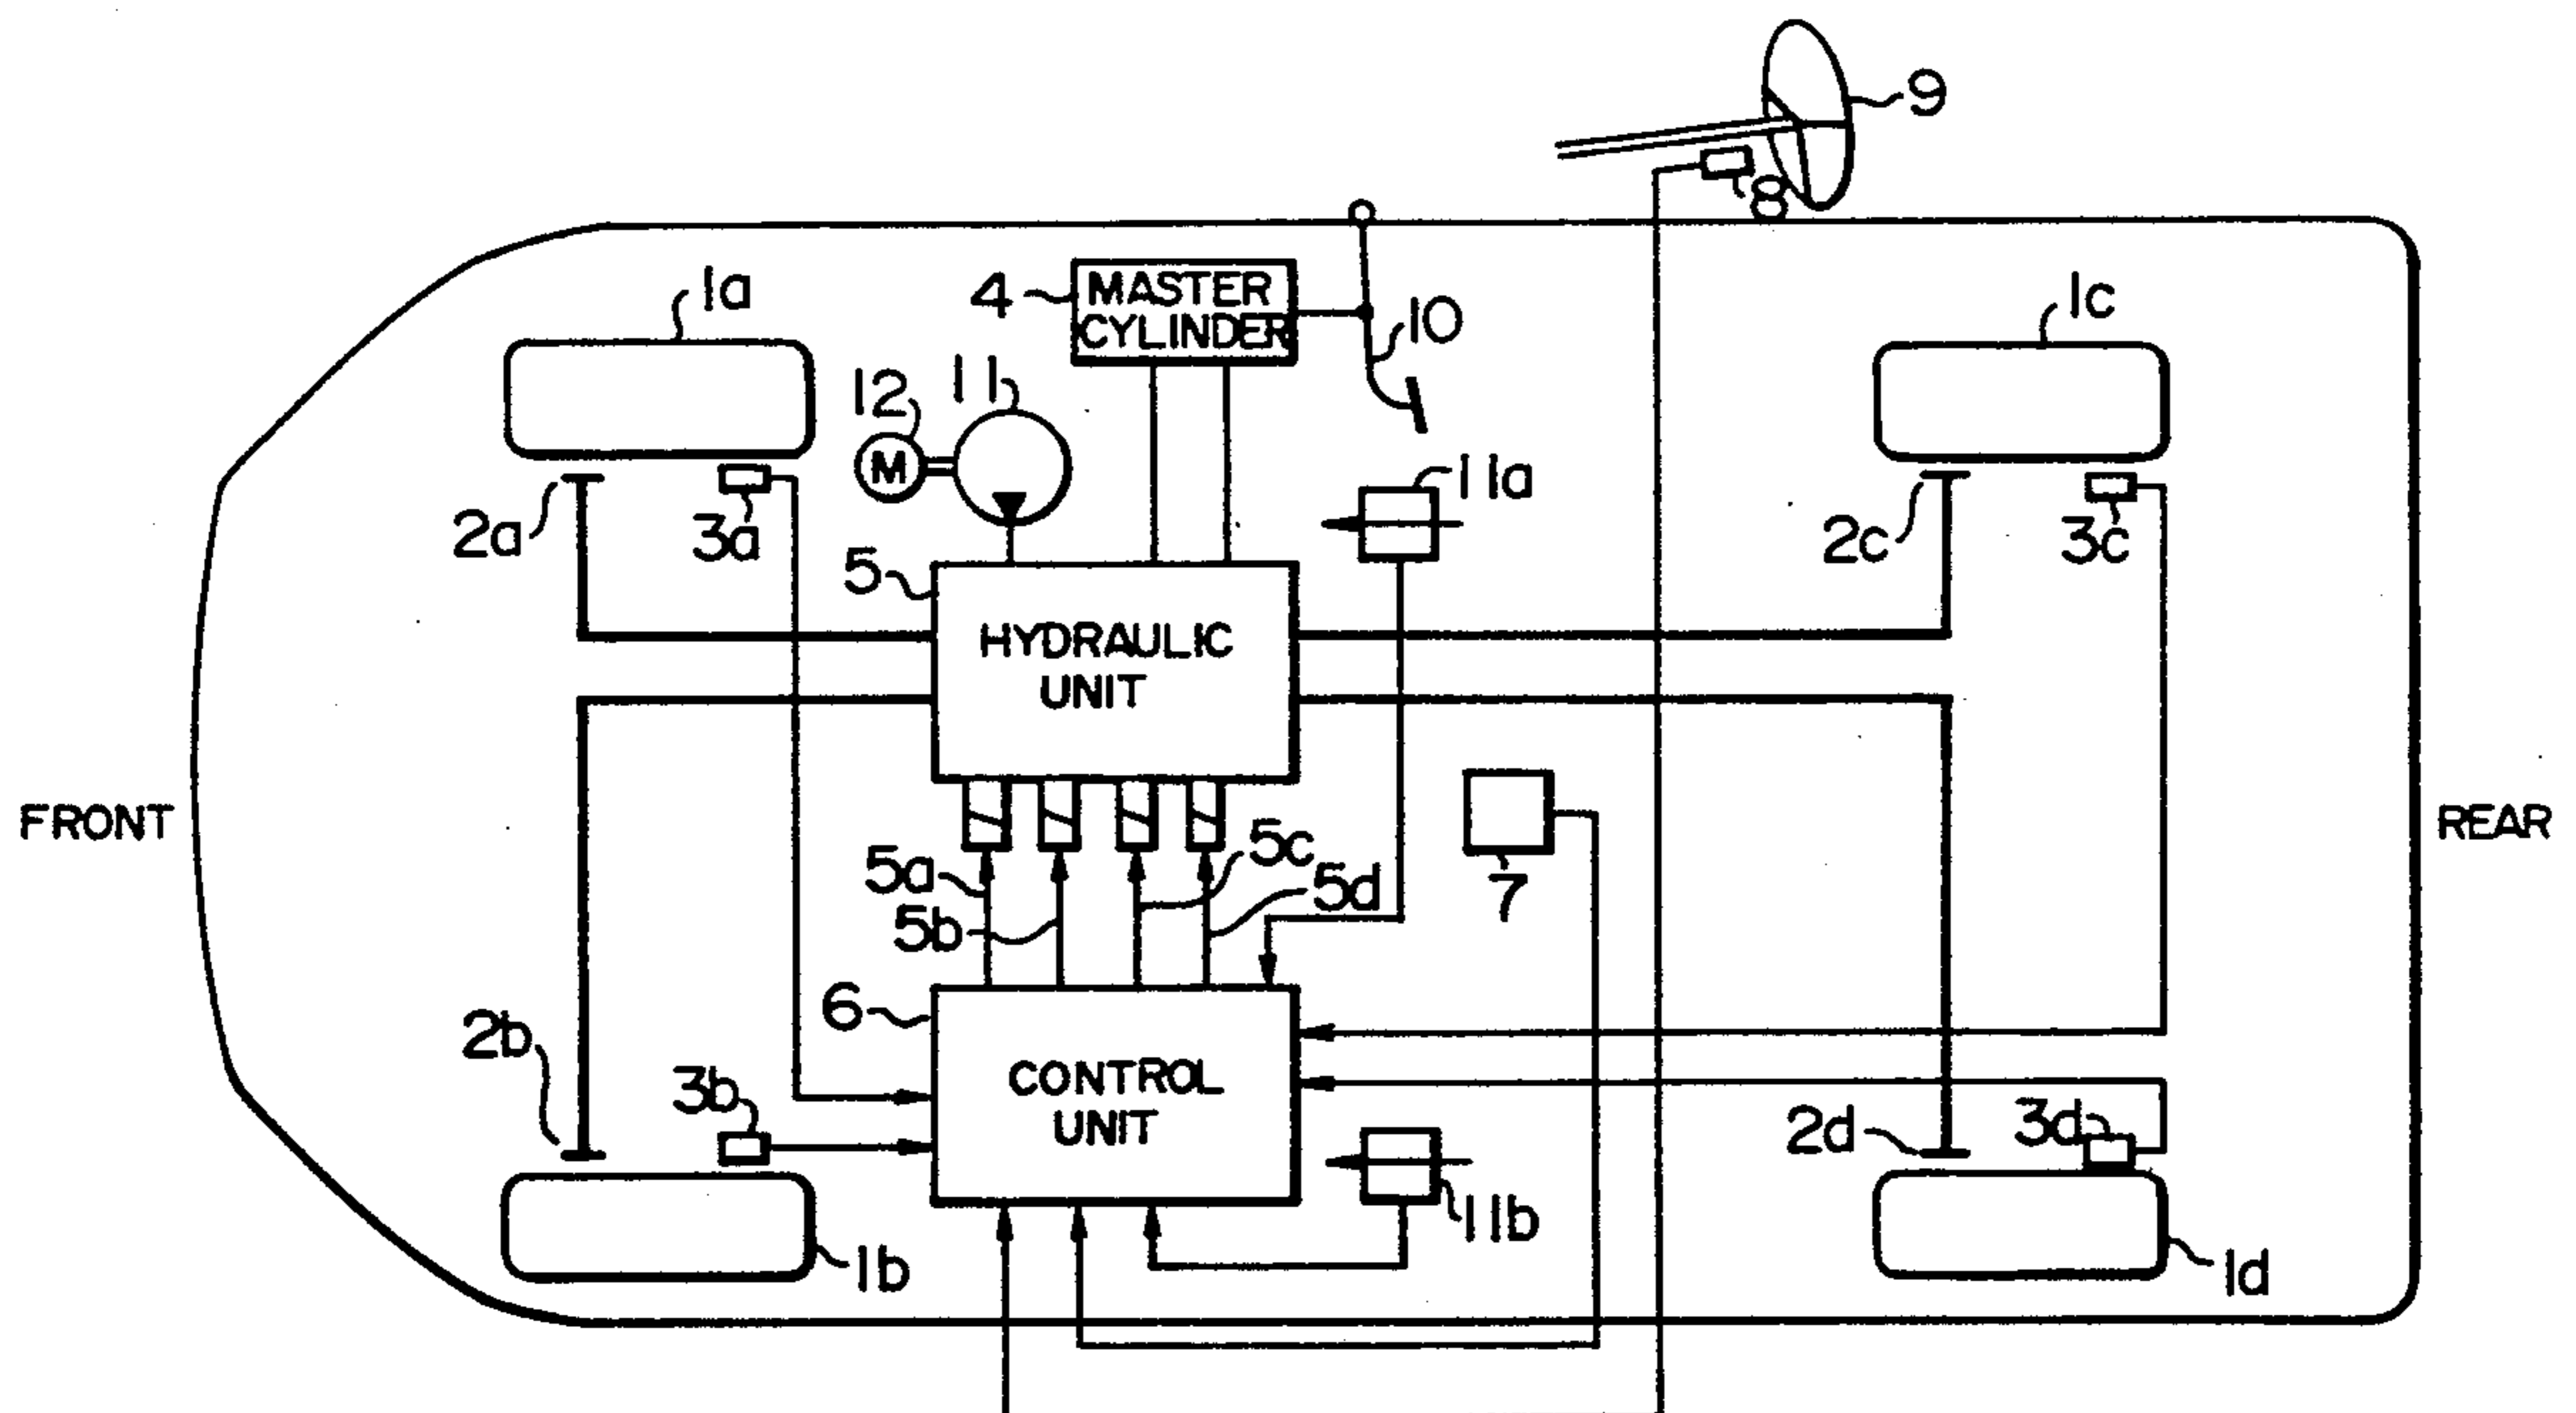 9
8
1a
4
MASTER
CYLINDER
10
1c
12
11
M
11a
2a
3a
2c
3c
5
HYDRAULIC
UNIT
FRONT
REAR
5a
5c
7
5b
5d
6
2b
3b
CONTROL
UNIT
2d
3d
11b
1b
1d